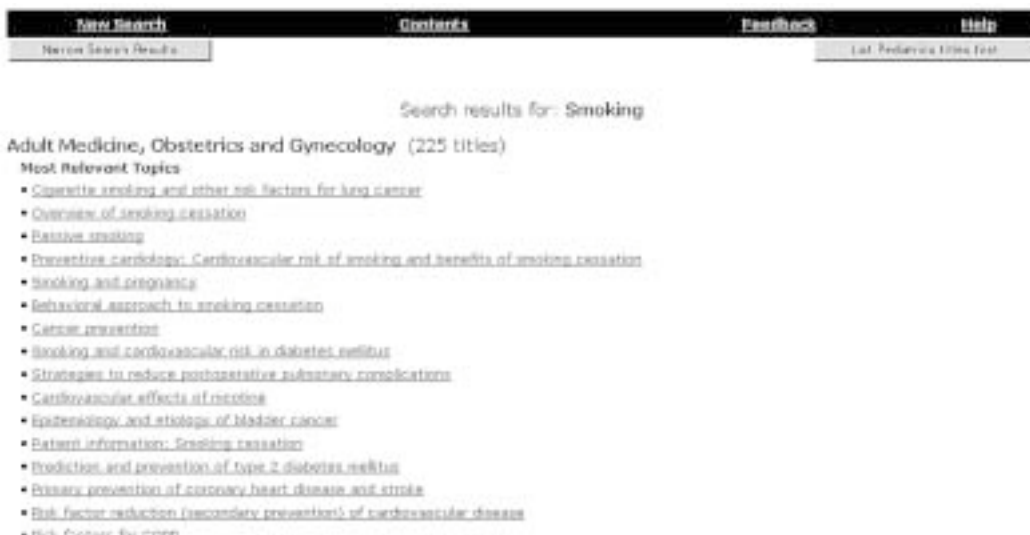 New Search Contents Feedback Help
Narrow Search Results List Pediatrics titles first
Search results for: Smoking
Adult Medicine, Obstetrics and Gynecology (225 titles)
Most Relevant Topics
• Cigarette smoking and other risk factors for lung cancer
• Overview of smoking cessation
• Passive smoking
• Preventive cardiology: Cardiovascular risk of smoking and benefits of smoking cessation
• Smoking and pregnancy
• Behavioral approach to smoking cessation
• Cancer prevention
• Smoking and cardiovascular risk in diabetes mellitus
• Strategies to reduce postoperative pulmonary complications
• Cardiovascular effects of nicotine
• Epidemiology and etiology of bladder cancer
• Patient information: Smoking cessation
• Prediction and prevention of type 2 diabetes mellitus
• Primary prevention of coronary heart disease and stroke
• Risk factor reduction (secondary prevention) of cardiovascular disease
• Risk factors for COPD